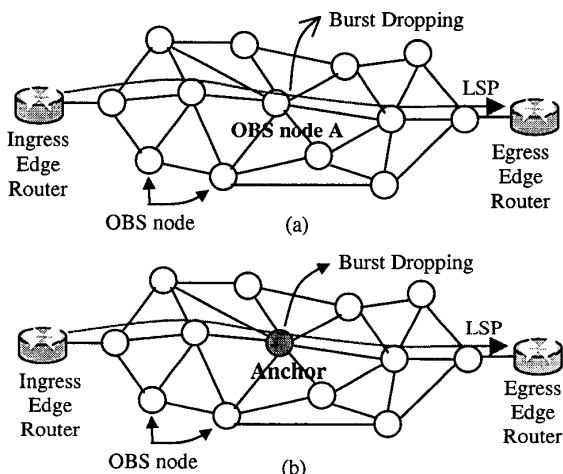 Burst Dropping
LSP
OBS node A
Ingress
Edge
Router
Egress
Edge
Router
OBS node
(a)
Burst Dropping
LSP
Anchor
Ingress
Edge
Router
Egress
Edge
Router
OBS node
(b)